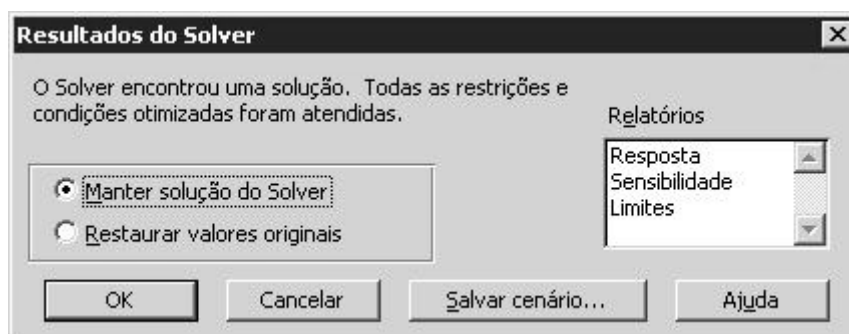 Resultados do Solver
O Solver encontrou uma solução. Todas as restrições e
condições otimizadas foram atendidas.
Relatórios
Resposta
Sensibilidade
Limites
Manter solução do Solver
Restaurar valores originais
OK
Cancelar
Salvar cenário...
Ajuda